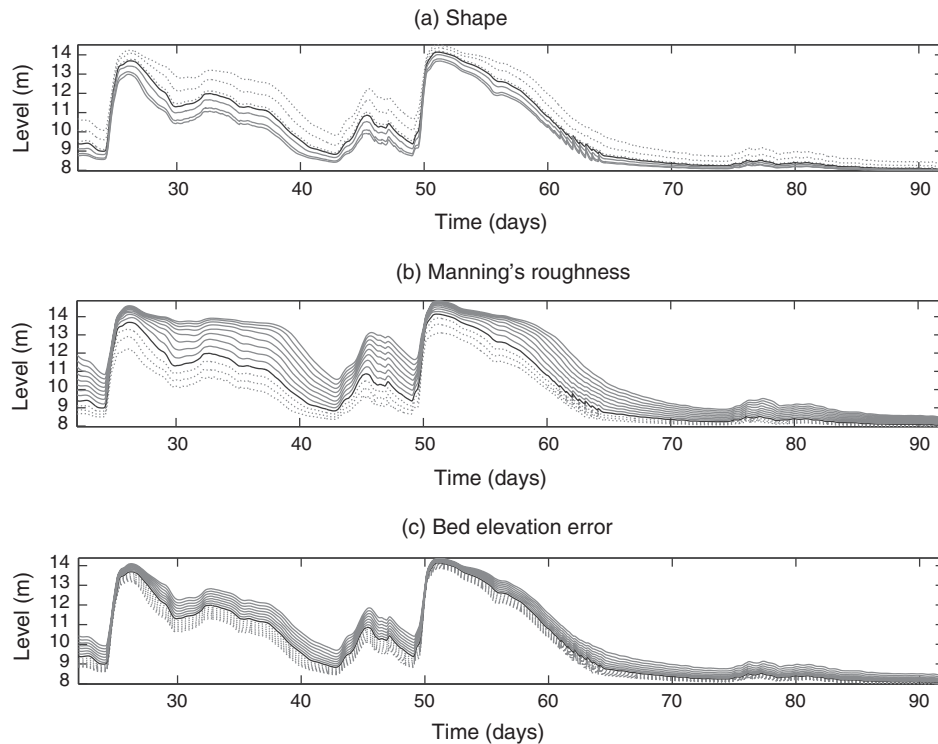 (a) Shape
Level (m)
14
13
12
11
10
9
8
30 40 50 60 70 80 90
Time (days)
(b) Manning's roughness
Level (m)
14
13
12
11
10
9
8
30 40 50 60 70 80 90
Time (days)
(c) Bed elevation error
Level (m)
14
13
12
11
10
9
8
30 40 50 60 70 80 90
Time (days)